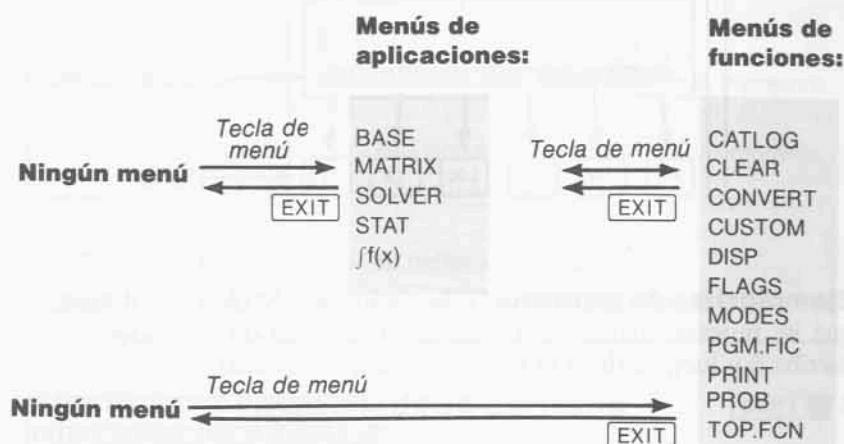 Menús de
aplicaciones:
Menús de
funciones:
Tecla de
menú
Ningún menú
EXIT
BASE
MATRIX
SOLVER
STAT
∫f(x)
Tecla de menú
EXIT
CATLOG
CLEAR
CONVERT
CUSTOM
DISP
FLAGS
MODES
PGM.FIC
PRINT
PROB
TOP.FCN
Ningún menú
Tecla de menú
EXIT